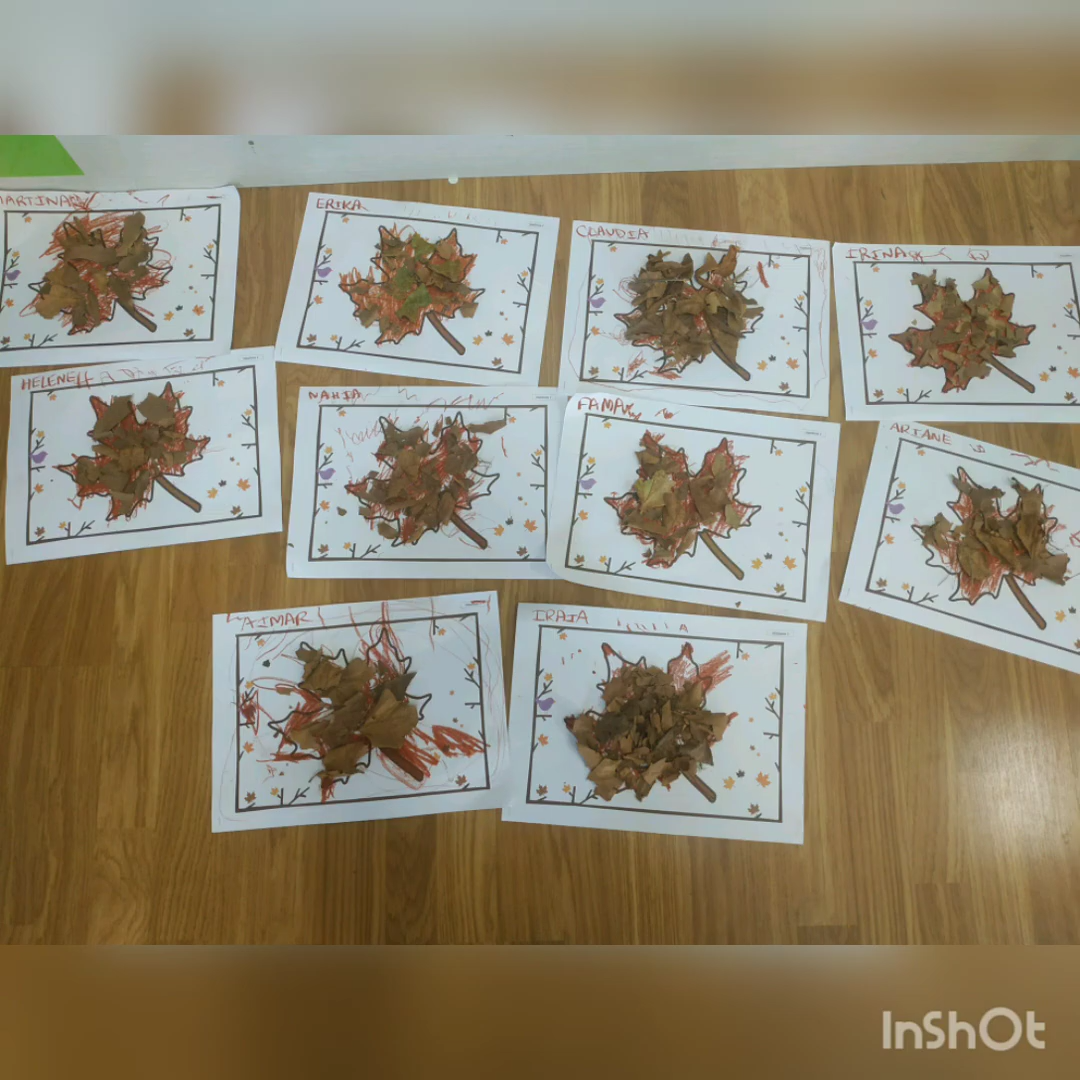 MARTINA
ERIKA
CLAUDIA
IRINA
HELENE
NAHIA
FAMA
ARIANE
AIMAR
IRAIA
InShOt